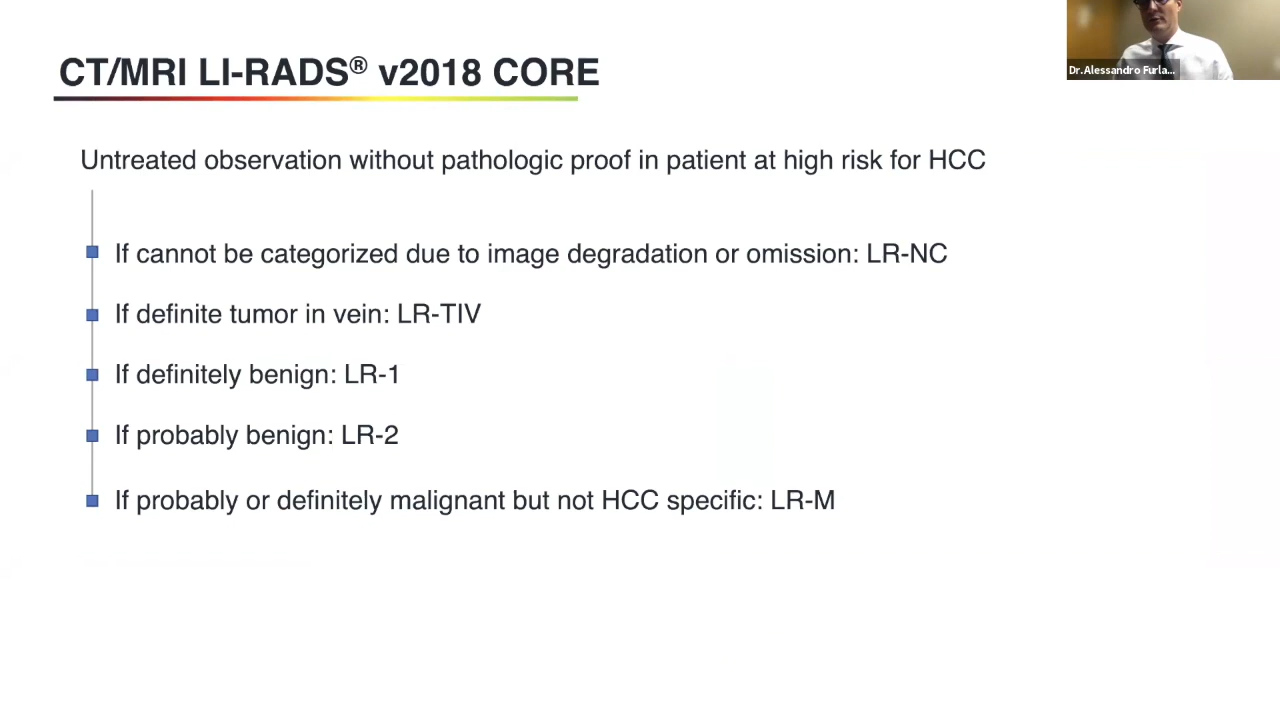 CT/MRI LI-RADS® v2018 CORE
Dr.Alessandro Furla...
Untreated observation without pathologic proof in patient at high risk for HCC
If cannot be categorized due to image degradation or omission: LR-NC
If definite tumor in vein: LR-TIV
If definitely benign: LR-1
If probably benign: LR-2
If probably or definitely malignant but not HCC specific: LR-M